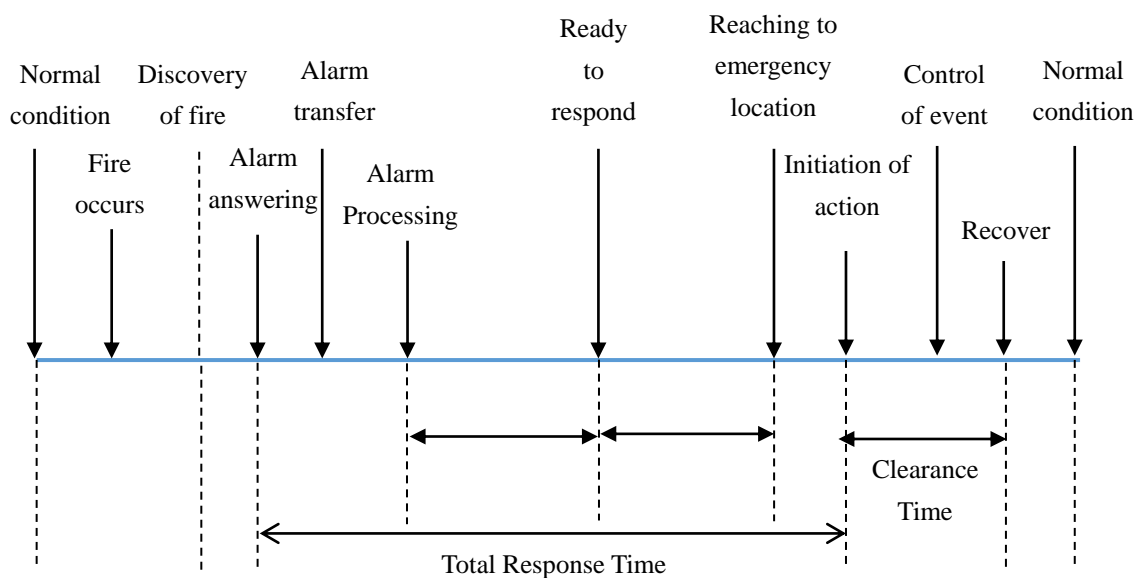 Normal
condition
Fire
occurs
Discovery
of fire
Alarm
answering
Alarm
transfer
Alarm
Processing
Ready
to
respond
Reaching to
emergency
location
Initiation of
action
Control
of event
Recover
Normal
condition
Clearance
Time
Total Response Time